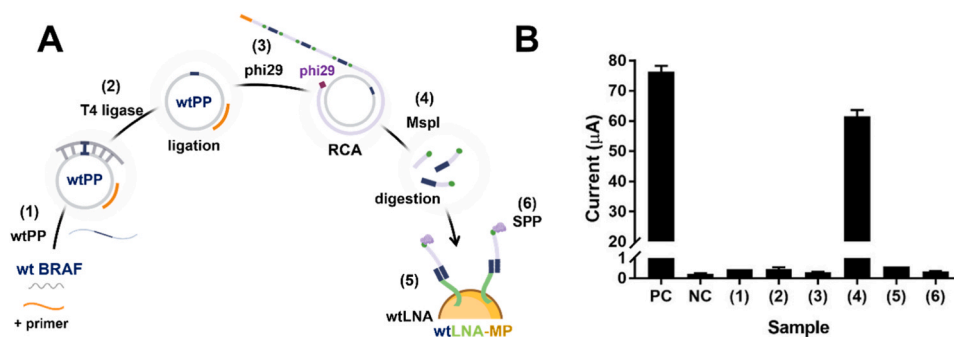 A
(1)
wtPP
wt BRAF
+ primer
wtPP
(2)
T4 ligase
wtPP
ligation
(3)
phi29
phi29
RCA
(4)
MspI
digestion
(5)
wtLNA
(6)
SPP
wtLNA-MP
B
Current (μA)
80
70
60
50
40
30
20
1
0
PC NC (1) (2) (3) (4) (5) (6)
Sample